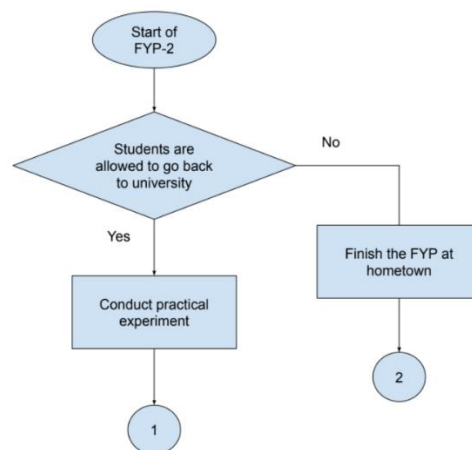 Start of
FYP-2
Students are
allowed to go back
to university
No
Yes
Finish the FYP at
hometown
Conduct practical
experiment
2
1